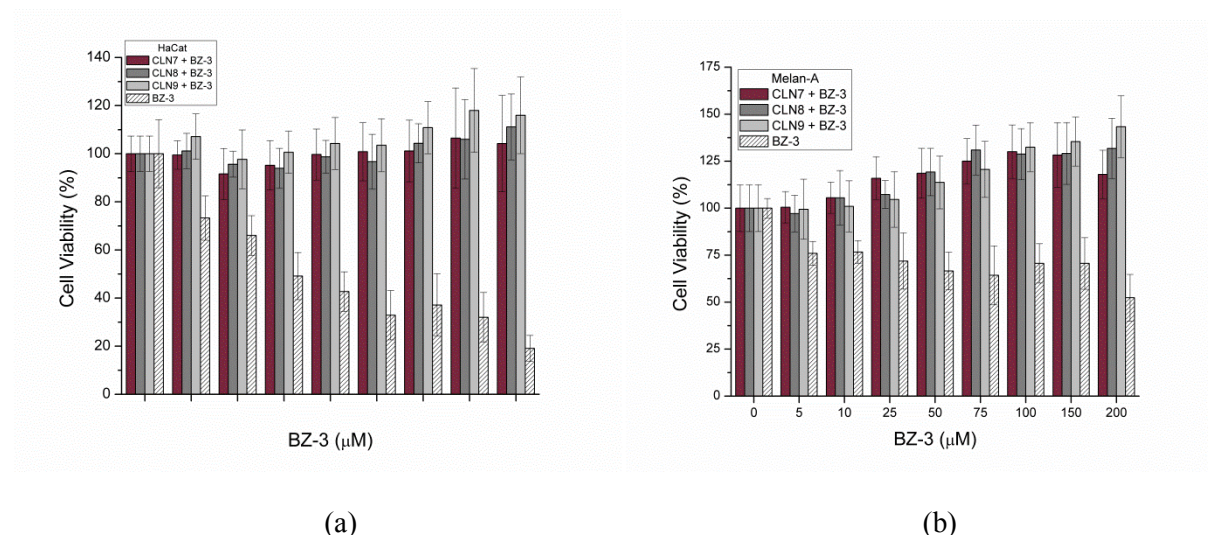 HaCat
CLN7 + BZ-3
CLN8 + BZ-3
CLN9 + BZ-3
BZ-3
140
120
100
80
60
40
20
0
Cell Viability (%)
BZ-3 (μM)
(a)
Melan-A
CLN7 + BZ-3
CLN8 + BZ-3
CLN9 + BZ-3
BZ-3
175
150
125
100
75
50
25
0
Cell Viability (%)
0 5 10 25 50 75 100 150 200
BZ-3 (μM)
(b)